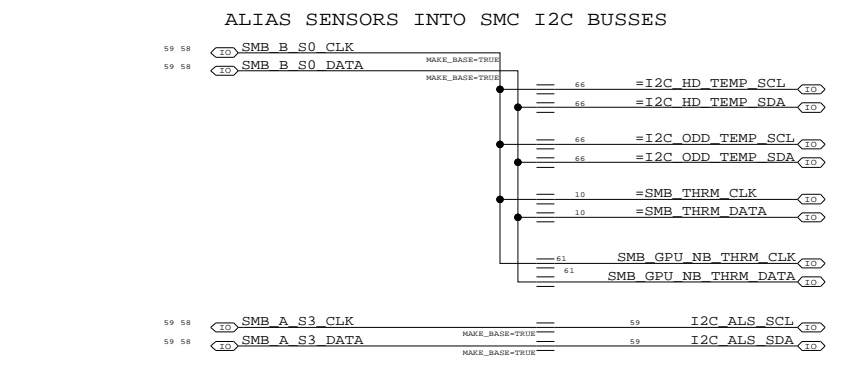 ALIAS SENSORS INTO SMC I2C BUSSES
59 58 IO SMB_B_S0_CLK
MAKE_BASE=TRUE
59 58 IO SMB_B_S0_DATA
MAKE_BASE=TRUE
66 =I2C_HD_TEMP_SCL IO
66 =I2C_HD_TEMP_SDA IO
66 =I2C_ODD_TEMP_SCL IO
66 =I2C_ODD_TEMP_SDA IO
10 =SMB_THRM_CLK IO
10 =SMB_THRM_DATA IO
61 SMB_GPU_NB_THRM_CLK IO
61 SMB_GPU_NB_THRM_DATA IO
59 58 IO SMB_A_S3_CLK 59 I2C_ALS_SCL IO
MAKE_BASE=TRUE
59 58 IO SMB_A_S3_DATA 59 I2C_ALS_SDA IO
MAKE_BASE=TRUE